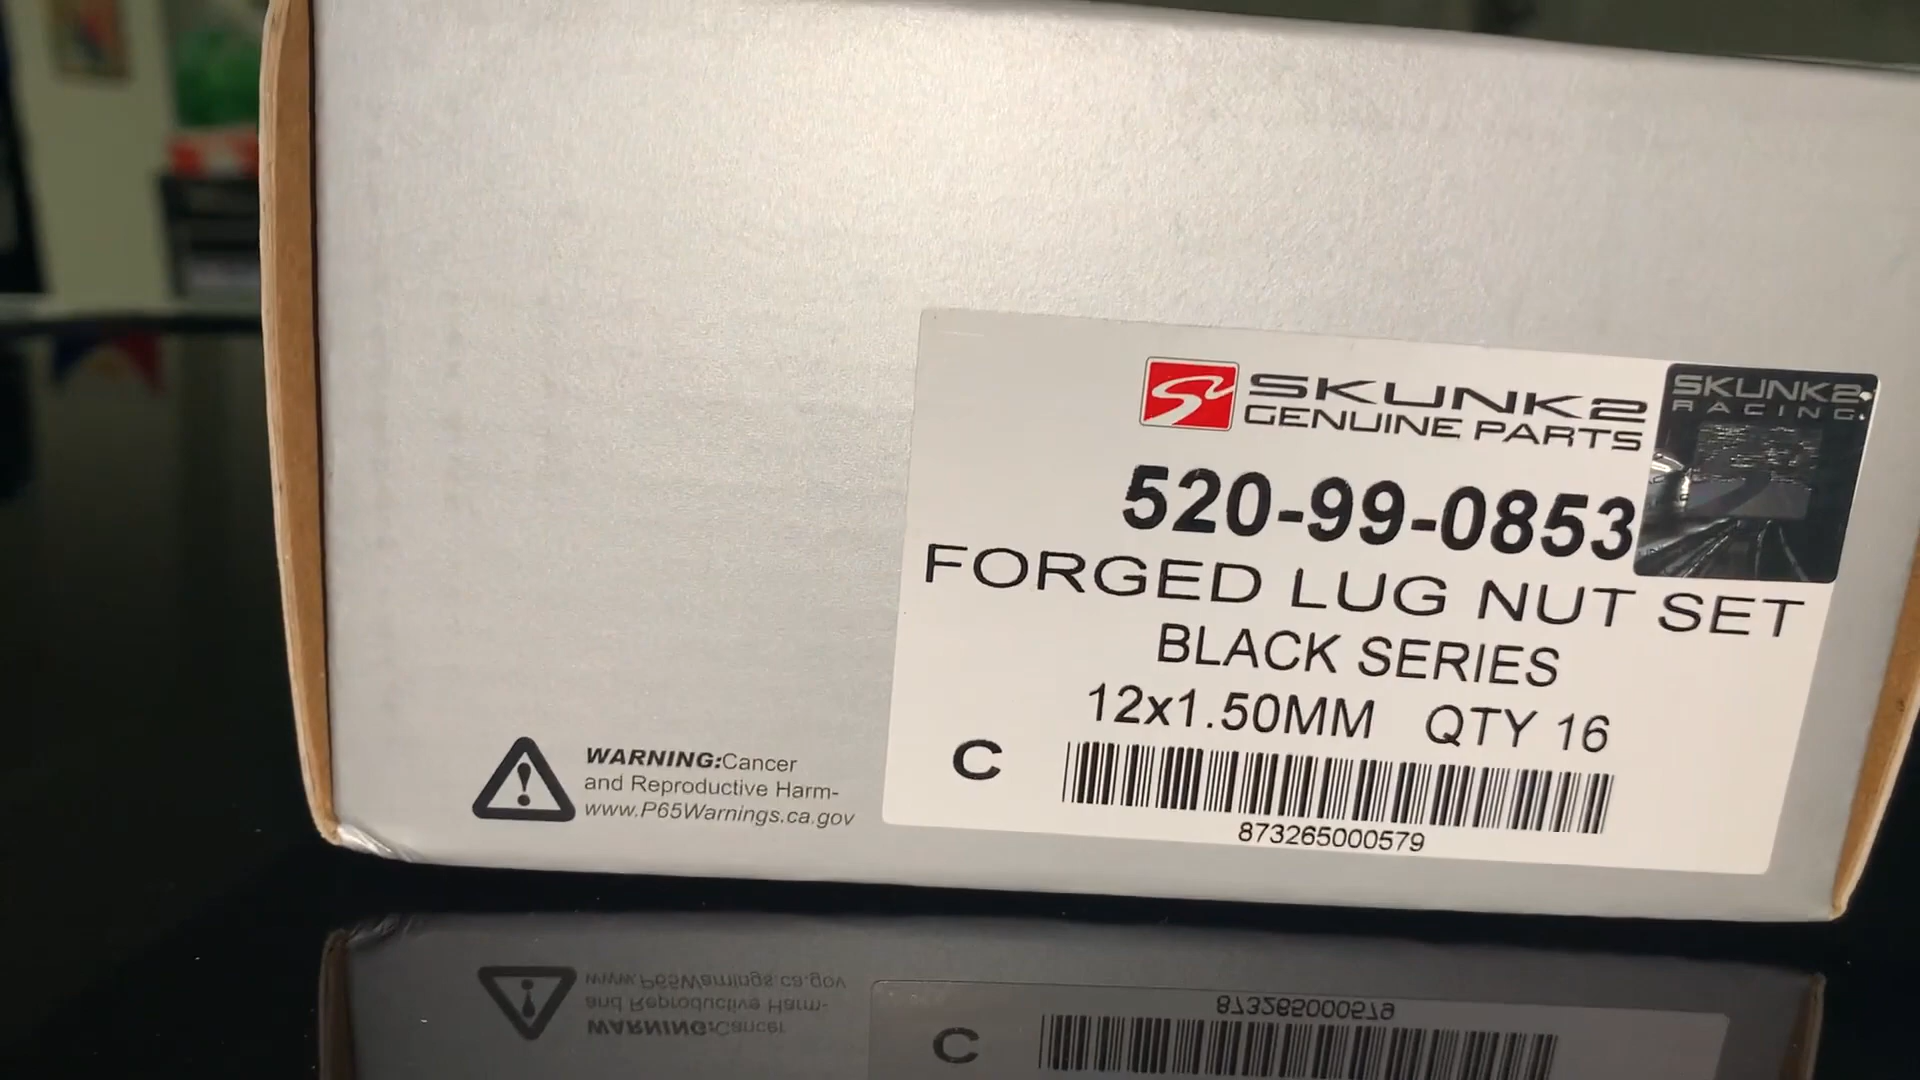 SKUNK2
GENUINE PARTS
SKUNK2
RACING
520-99-0853
FORGED LUG NUT SET
BLACK SERIES
12x1.50MM QTY 16
C
873265000579
WARNING:Cancer
and Reproductive Harm-
www.P65Warnings.ca.gov